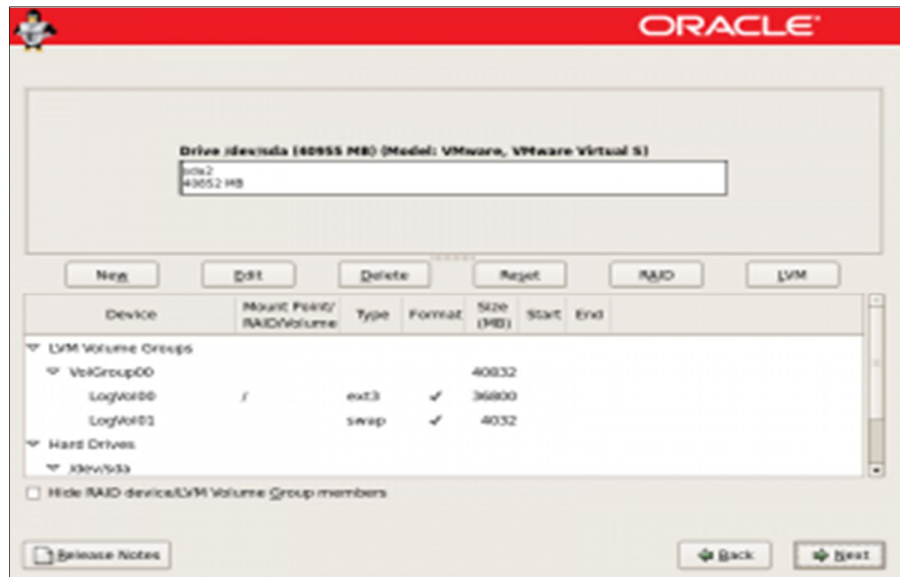 ORACLE
Drive /dev/sda (40955 MB) (Model: VMware, VMware Virtual S)
sda2
40852 MB
New Edit Delete Reset RAID LVM
Device Mount Point/ RAID/Volume Type Format Size (MB) Start End
LVM Volume Groups
VolGroup00 40832
LogVol00 / ext3 ✓ 36800
LogVol01 swap ✓ 4032
Hard Drives
/dev/sda
Hide RAID device/LVM Volume Group members
Release Notes Back Next